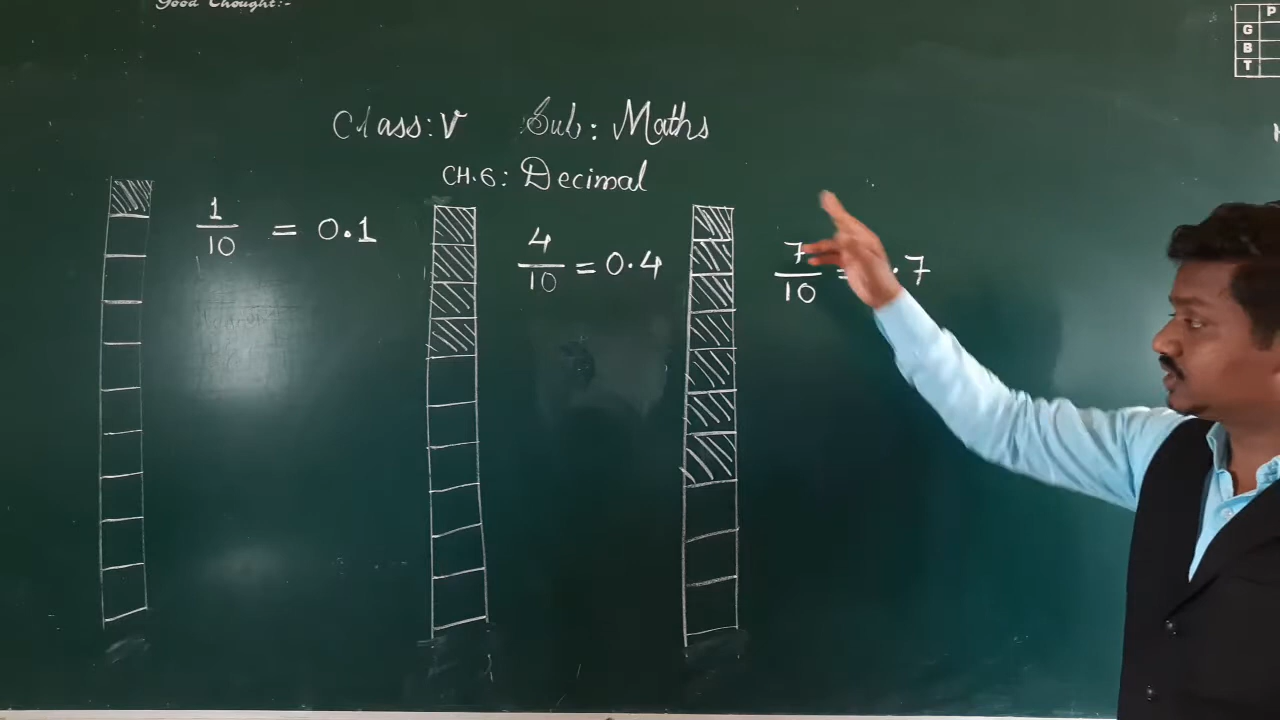 Good Thought:-
P
G
B
T
Class: V Sub: Maths
CH.6: Decimal
1/10 = 0.1
4/10 = 0.4
7/10 = .7